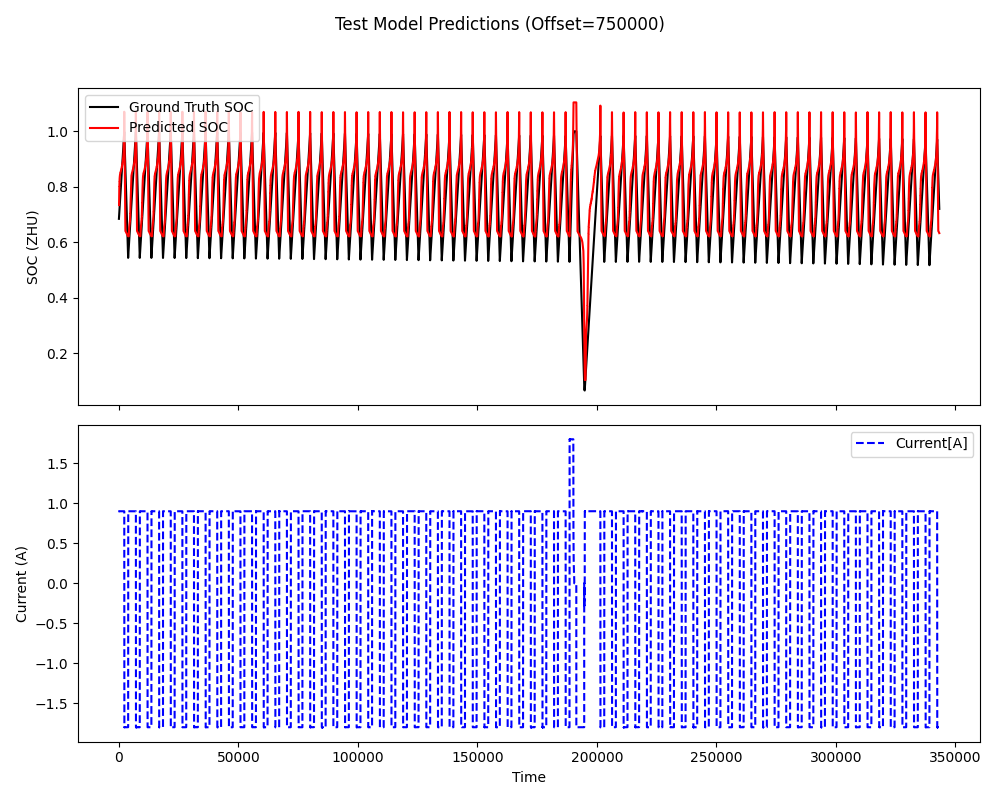 Test Model Predictions (Offset=750000)
Ground Truth SOC
Predicted SOC
1.0
0.8
0.6
0.4
0.2
SOC (ZHU)
Current[A]
1.5
1.0
0.5
0.0
−0.5
−1.0
−1.5
Current (A)
0
50000
100000
150000
200000
250000
300000
350000
Time